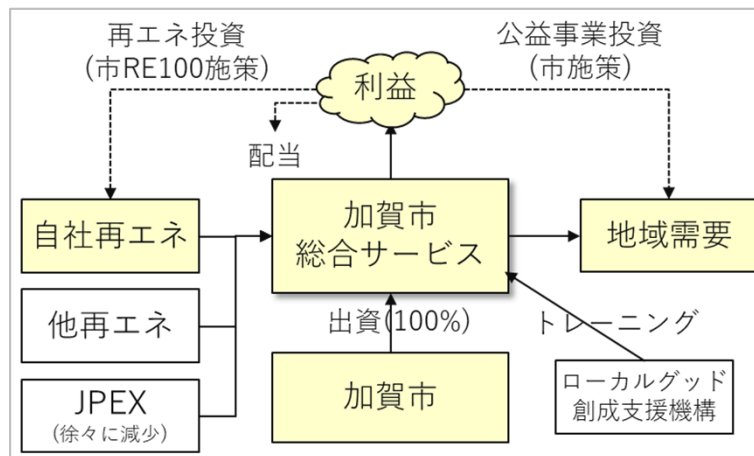 再エネ投資
(市RE100施策)
公益事業投資
(市施策)
利益
配当
自社再エネ
加賀市
総合サービス
地域需要
他再エネ
出資(100%)
トレーニング
JPEX
(徐々に減少)
加賀市
ローカルグッド
創成支援機構